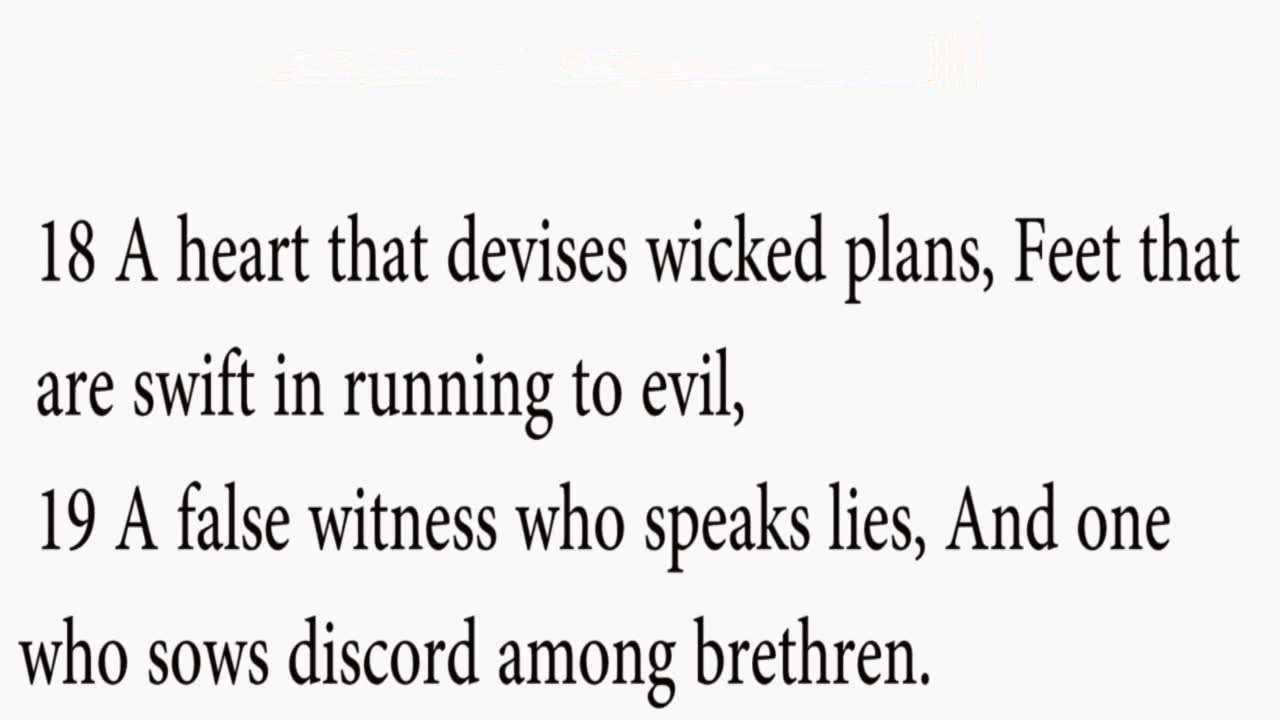 18 A heart that devises wicked plans, Feet that
are swift in running to evil,
19 A false witness who speaks lies, And one
who sows discord among brethren.